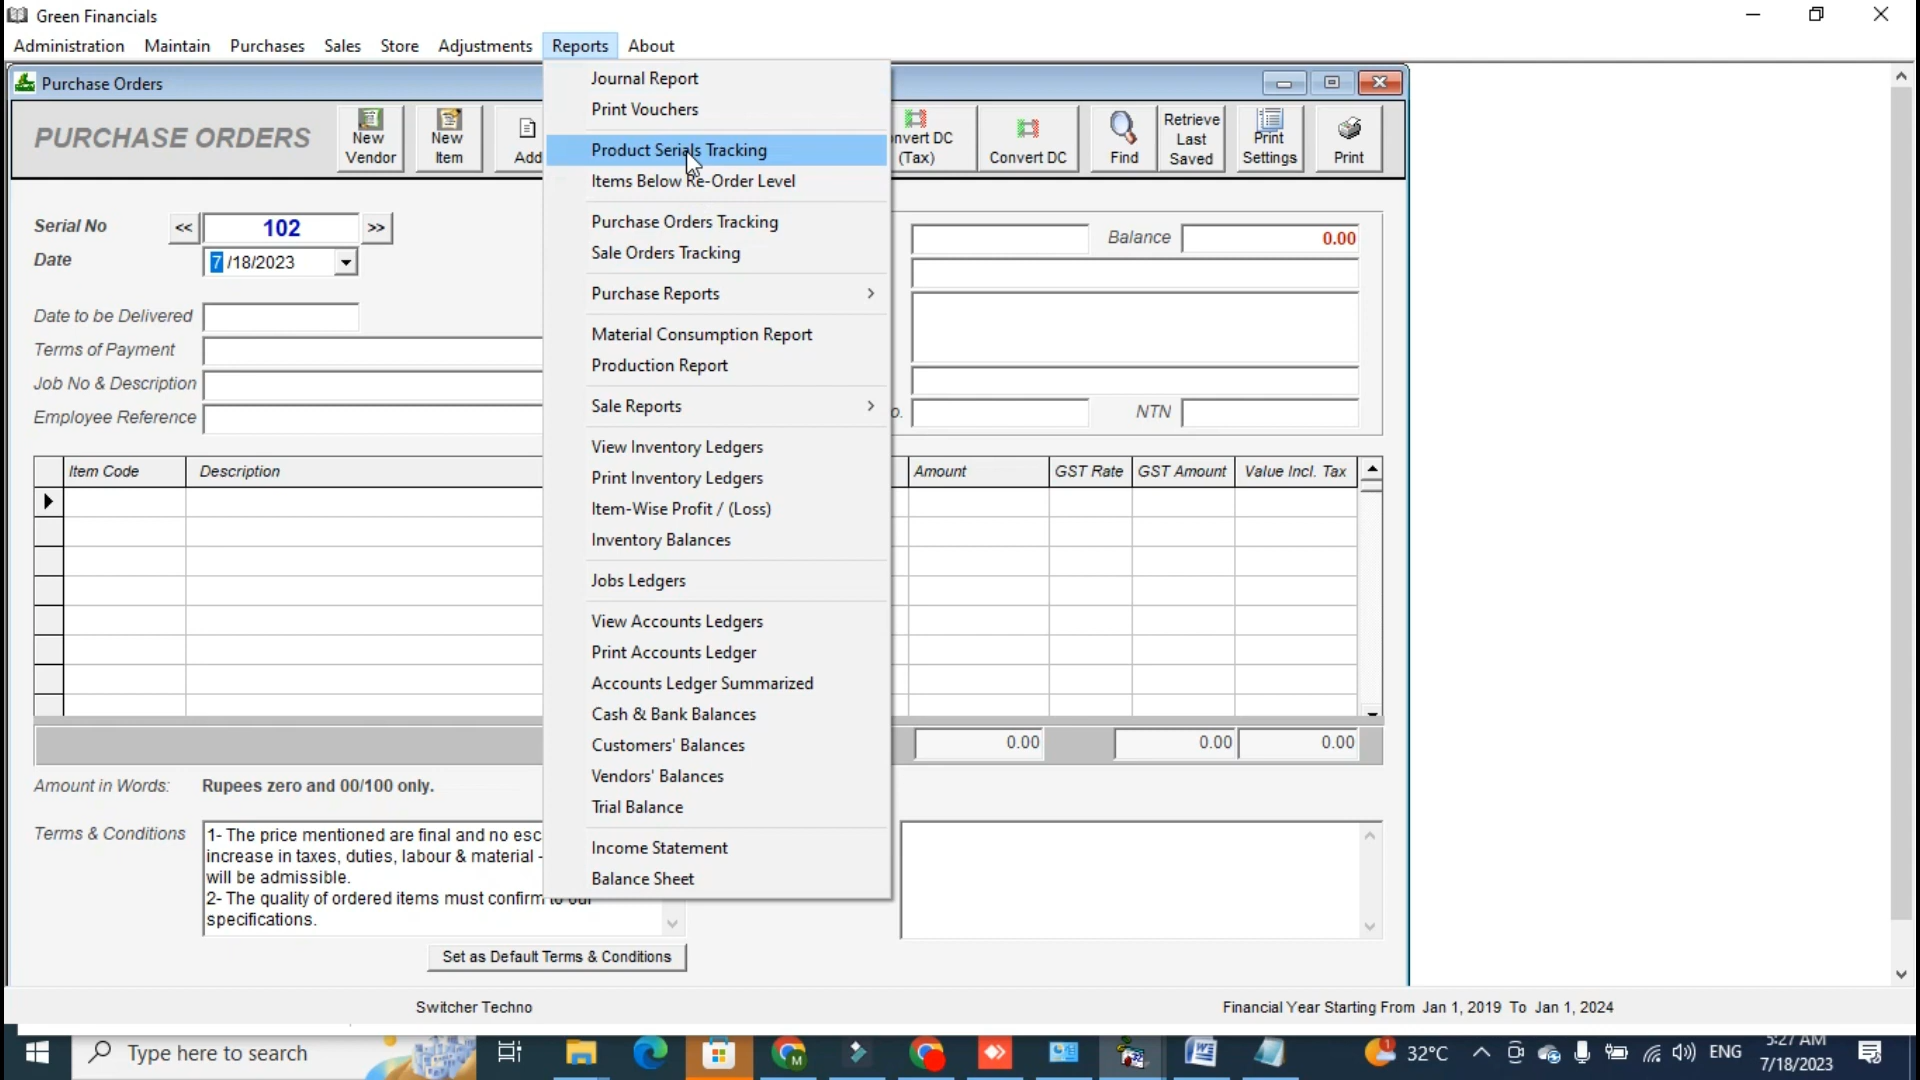 Green Financials
Administration Maintain Purchases Sales Store Adjustments Reports About
Purchase Orders
PURCHASE ORDERS
New Vendor
New Item
Add
(Tax)
Convert DC
Find
Retrieve Last Saved
Print Settings
Print
Journal Report
Print Vouchers
Product Serials Tracking
Items Below Re-Order Level
Purchase Orders Tracking
Sale Orders Tracking
Purchase Reports
Material Consumption Report
Production Report
Sale Reports
View Inventory Ledgers
Print Inventory Ledgers
Item-Wise Profit / (Loss)
Inventory Balances
Jobs Ledgers
View Accounts Ledgers
Print Accounts Ledger
Accounts Ledger Summarized
Cash & Bank Balances
Customers' Balances
Vendors' Balances
Trial Balance
Income Statement
Balance Sheet
Serial No << 102 >>
Date 7 /18/2023
Date to be Delivered
Terms of Payment
Job No & Description
Employee Reference
Balance 0.00
NTN
Item Code Description Amount GST Rate GST Amount Value Incl. Tax
0.00 0.00 0.00
Amount in Words: Rupees zero and 00/100 only.
Terms & Conditions
1- The price mentioned are final and no
increase in taxes, duties, labour & material -
will be admissible.
2- The quality of ordered items must confirm
specifications.
Set as Default Terms & Conditions
Switcher Techno Financial Year Starting From Jan 1, 2019 To Jan 1, 2024
Type here to search
1 32°C ENG
5:27 AM
7/18/2023